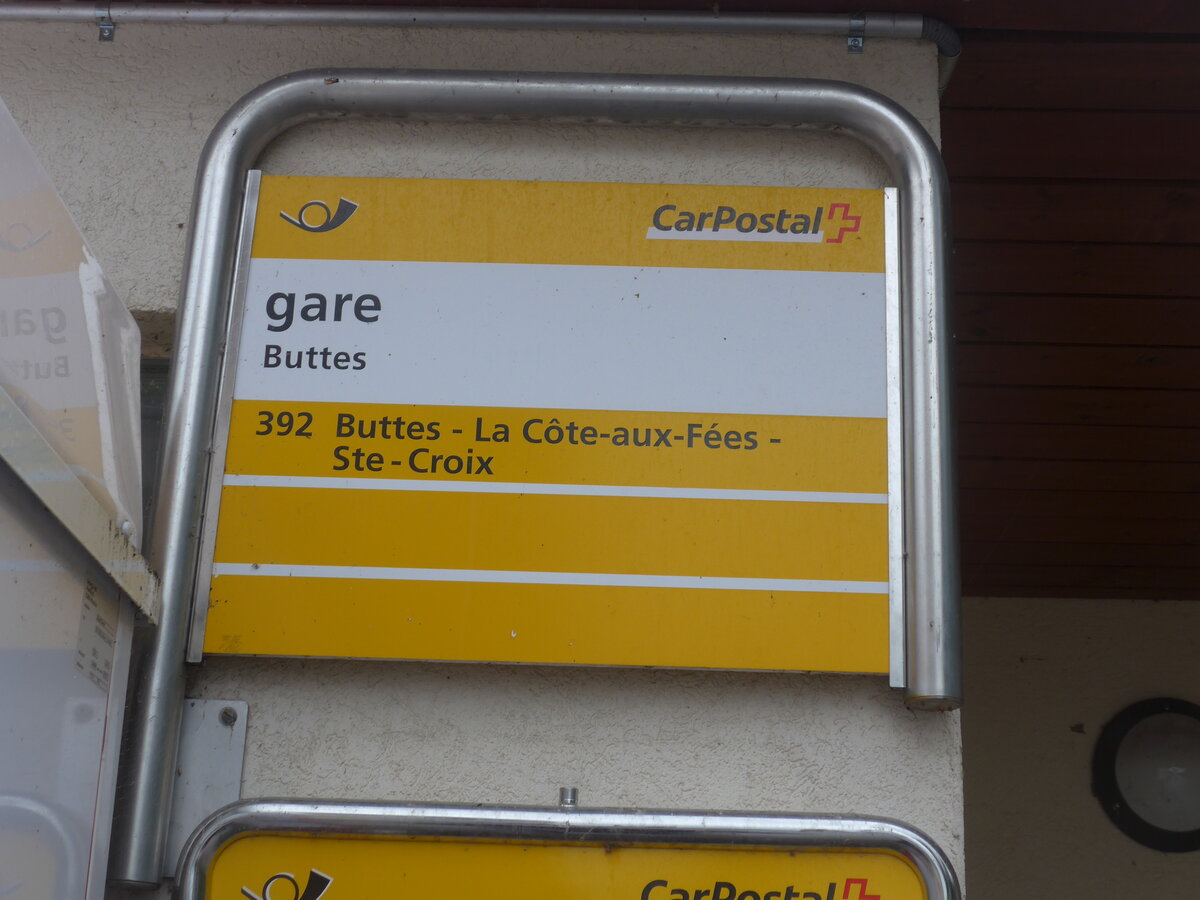 CarPostal
gare
Buttes
392 Buttes - La Côte-aux-Fées -
Ste-Croix
CarPostal